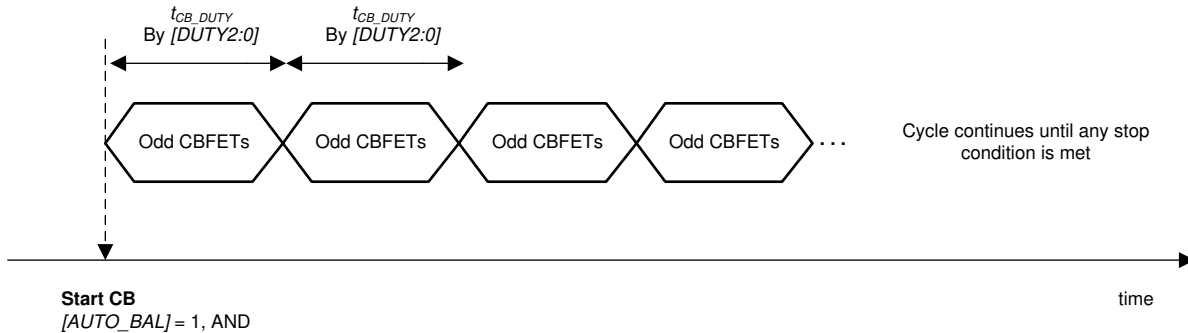 tCB_DUTY
By [DUTY2:0]
tCB_DUTY
By [DUTY2:0]
Odd CBFETs
Odd CBFETs
Odd CBFETs
Odd CBFETs
...
Cycle continues until any stop
condition is met
Start CB
[AUTO_BAL] = 1, AND
time